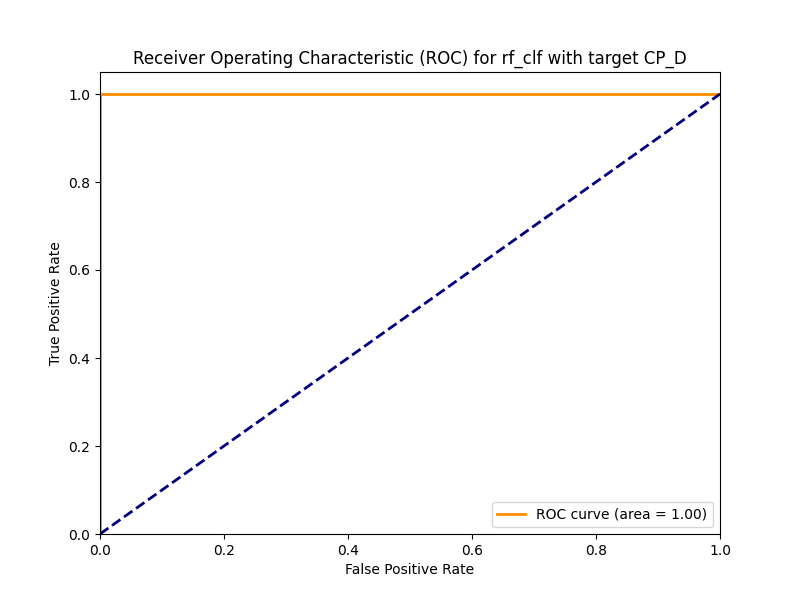 Receiver Operating Characteristic (ROC) for rf_clf with target CP_D
1.0
0.8
0.6
0.4
0.2
0.0
True Positive Rate
ROC curve (area = 1.00)
0.0 0.2 0.4 0.6 0.8 1.0
False Positive Rate